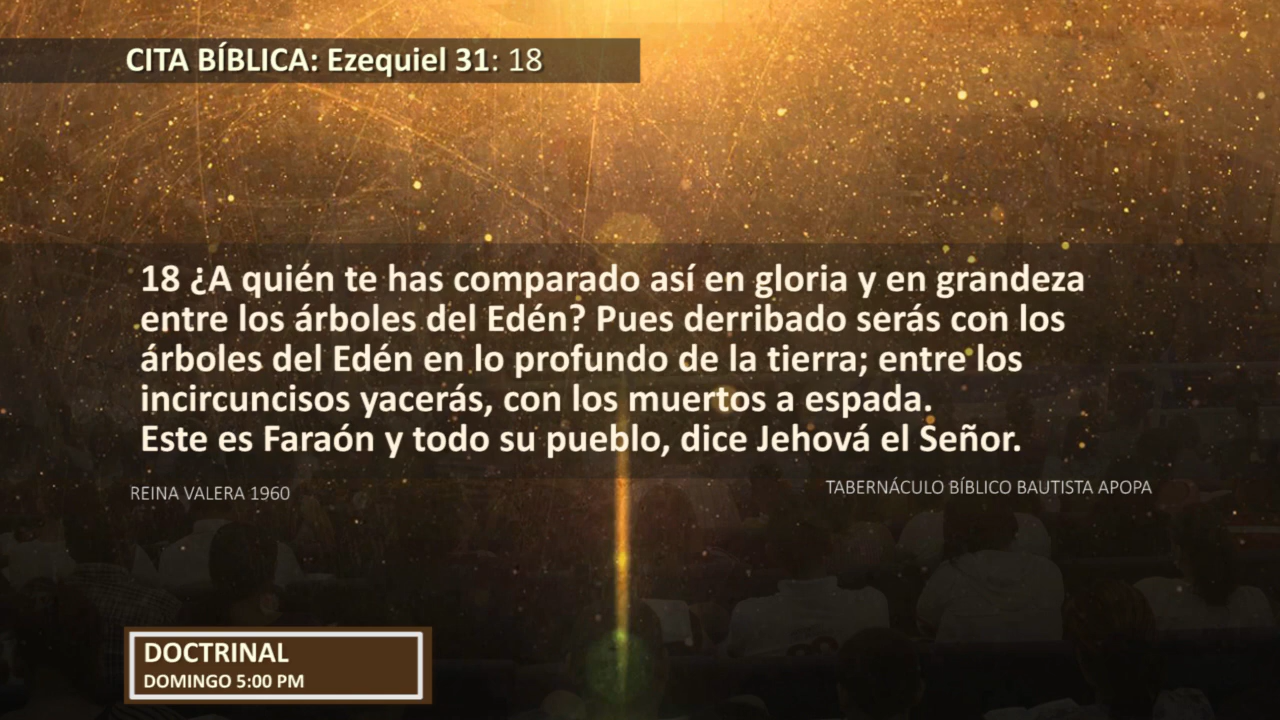 CITA BÍBLICA: Ezequiel 31: 18
18 ¿A quién te has comparado así en gloria y en grandeza
entre los árboles del Edén? Pues derribado serás con los
árboles del Edén en lo profundo de la tierra; entre los
incircuncisos yacerás, con los muertos a espada.
Este es Faraón y todo su pueblo, dice Jehová el Señor.
REINA VALERA 1960
TABERNÁCULO BÍBLICO BAUTISTA APOPA
DOCTRINAL
DOMINGO 5:00 PM